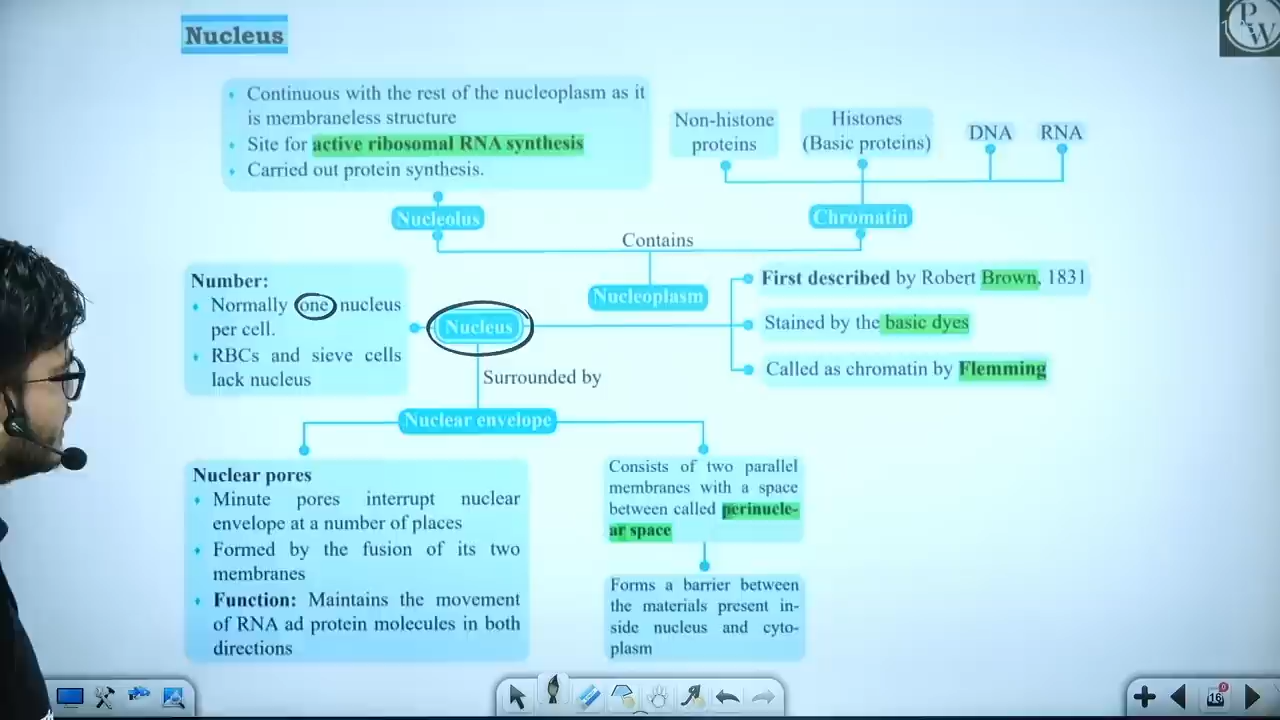 Nucleus
PW
Continuous with the rest of the nucleoplasm as it
is membraneless structure
Site for active ribosomal RNA synthesis
Carried out protein synthesis.
Non-histone
proteins
Histones
(Basic proteins)
DNA
RNA
Nucleolus
Chromatin
Contains
Nucleoplasm
Number:
Normally one nucleus
per cell.
RBCs and sieve cells
lack nucleus
Nucleus
First described by Robert Brown, 1831
Stained by the basic dyes
Called as chromatin by Flemming
Surrounded by
Nuclear envelope
Nuclear pores
Minute pores interrupt nuclear
envelope at a number of places
Formed by the fusion of its two
membranes
Function: Maintains the movement
of RNA ad protein molecules in both
directions
Consists of two parallel
membranes with a space
between called perinucle-
ar space
Forms a barrier between
the materials present in-
side nucleus and cyto-
plasm
16